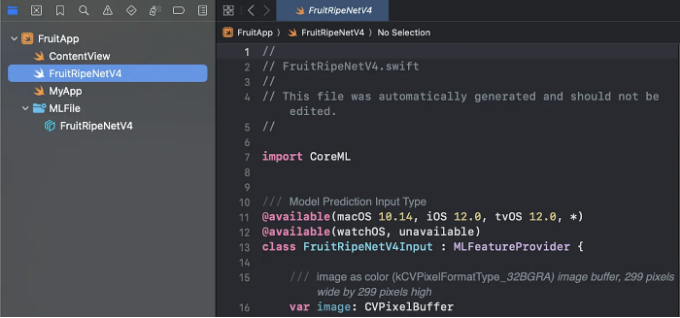 FruitApp
ContentView
FruitRipeNetV4
MyApp
MLFile
FruitRipeNetV4
FruitRipeNetV4
FruitApp 〉 FruitRipeNetV4 〉 No Selection
1 //
2 // FruitRipeNetV4.swift
3 //
4 // This file was automatically generated and should not be
edited.
5 //
6
7 import CoreML
8
9
10 /// Model Prediction Input Type
11 @available(macOS 10.14, iOS 12.0, tvOS 12.0, *)
12 @available(watchOS, unavailable)
13 class FruitRipeNetV4Input : MLFeatureProvider {
14
15 /// image as color (kCVPixelFormatType_32BGRA) image buffer, 299 pixels
wide by 299 pixels high
16 var image: CVPixelBuffer